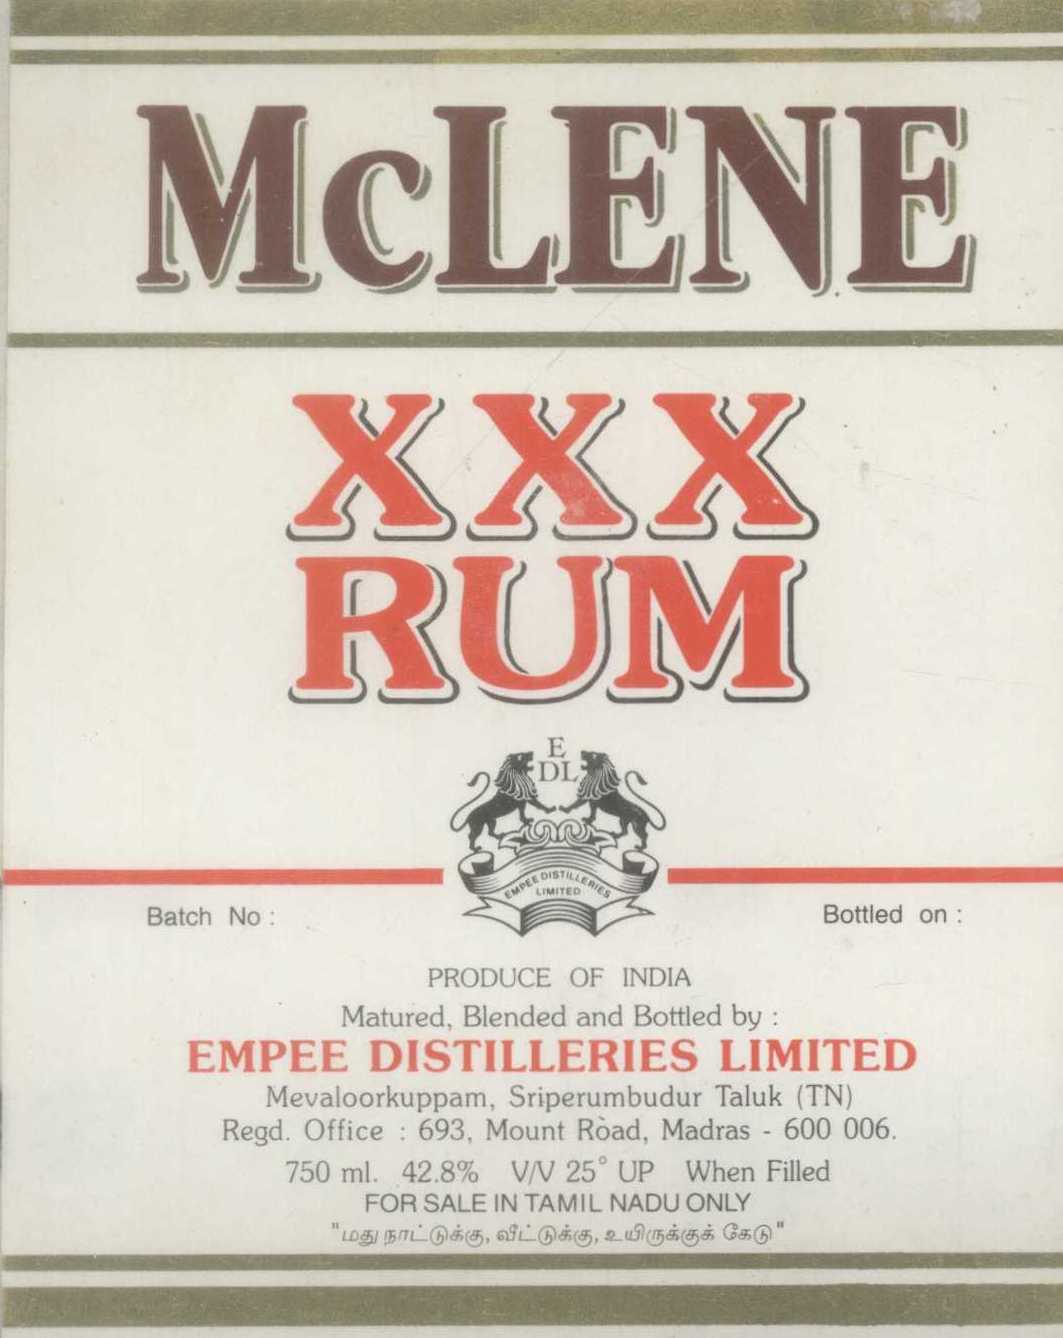 McLENE
XXX
RUM
E
DL
EMPEE DISTILLERIES
LIMITED
Batch No :
Bottled on :
PRODUCE OF INDIA
Matured, Blended and Bottled by :
EMPEE DISTILLERIES LIMITED
Mevaloorkuppam, Sriperumbudur Taluk (TN)
Regd. Office : 693, Mount Road, Madras - 600 006.
750 ml. 42.8% V/V 25° UP When Filled
FOR SALE IN TAMIL NADU ONLY
"மது நாட்டுக்கு, வீட்டுக்கு, உயிருக்குக் கேடு"